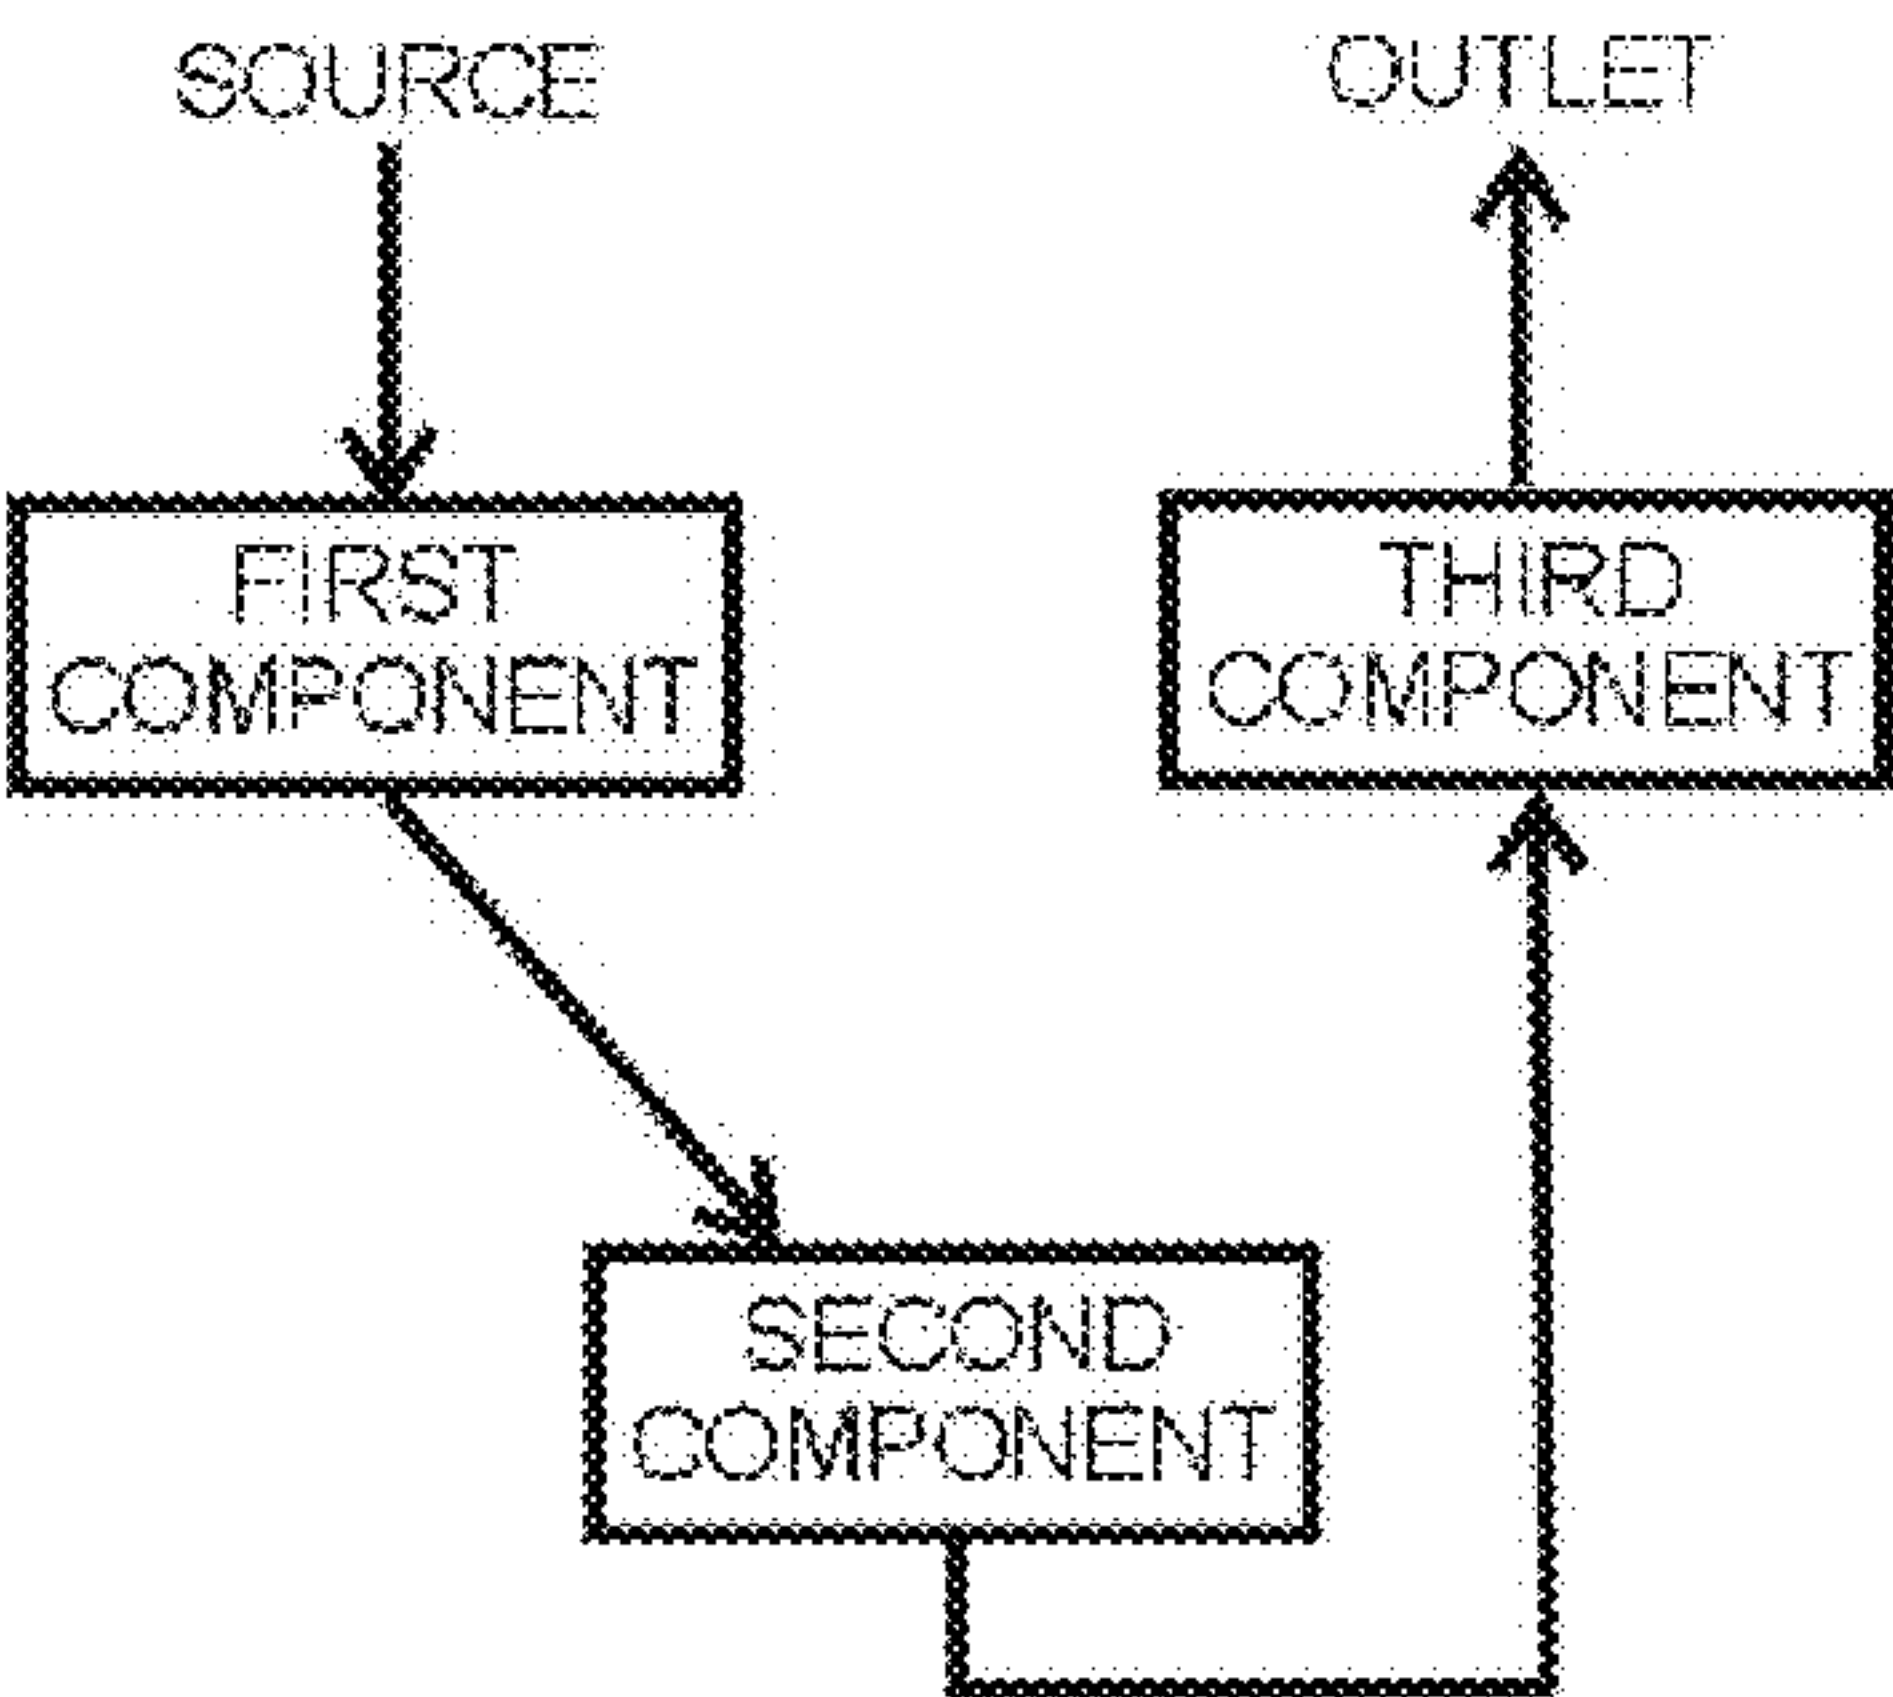 SOURCE
OUTLET
FIRST
COMPONENT
THIRD
COMPONENT
SECOND
COMPONENT